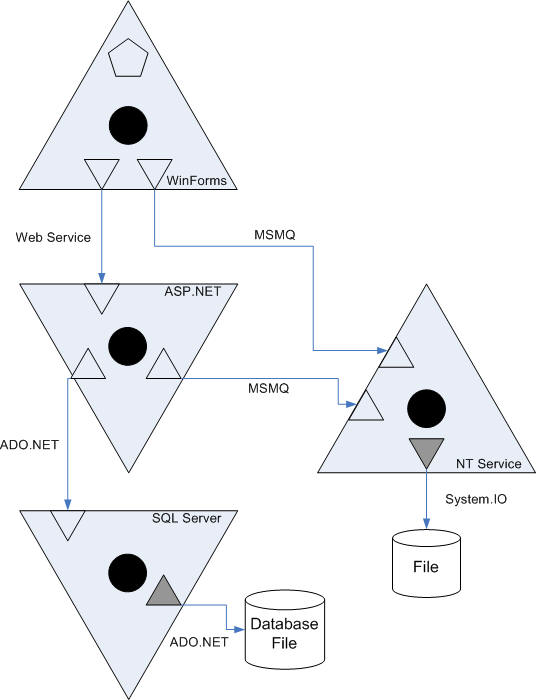 WinForms
Web Service
MSMQ
ASP.NET
MSMQ
ADO.NET
NT Service
System.IO
SQL Server
File
Database
File
ADO.NET